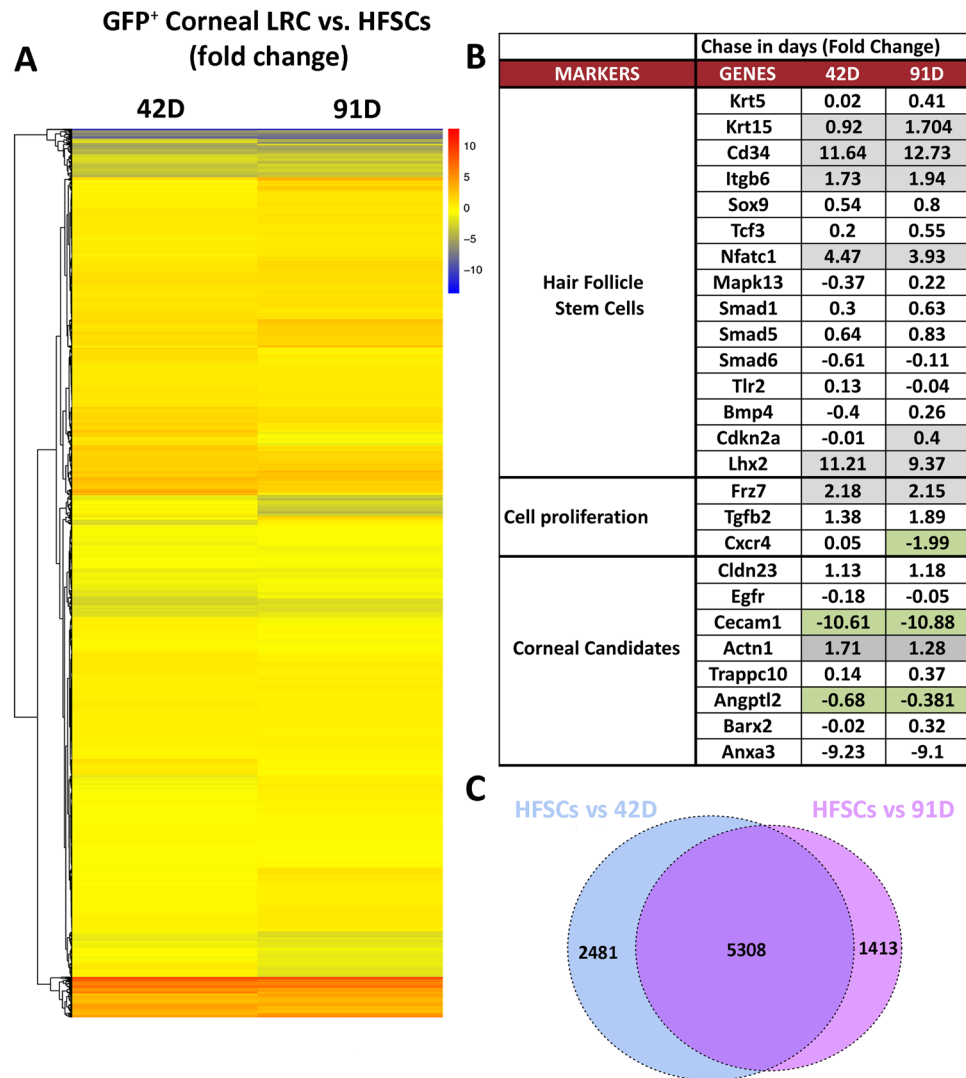 GFP+ Corneal LRC vs. HFSCs
(fold change)
A
42D 91D
10
5
0
−5
−10
B
Chase in days (Fold Change)
MARKERS GENES 42D 91D
Hair Follicle
Stem Cells
Krt5 0.02 0.41
Krt15 0.92 1.704
Cd34 11.64 12.73
Itgb6 1.73 1.94
Sox9 0.54 0.8
Tcf3 0.2 0.55
Nfatc1 4.47 3.93
Mapk13 -0.37 0.22
Smad1 0.3 0.63
Smad5 0.64 0.83
Smad6 -0.61 -0.11
Tlr2 0.13 -0.04
Bmp4 -0.4 0.26
Cdkn2a -0.01 0.4
Lhx2 11.21 9.37
Cell proliferation
Frz7 2.18 2.15
Tgfb2 1.38 1.89
Cxcr4 0.05 -1.99
Corneal Candidates
Cldn23 1.13 1.18
Egfr -0.18 -0.05
Cecam1 -10.61 -10.88
Actn1 1.71 1.28
Trappc10 0.14 0.37
Angptl2 -0.68 -0.381
Barx2 -0.02 0.32
Anxa3 -9.23 -9.1
C
HFSCs vs 42D HFSCs vs 91D
2481 5308 1413